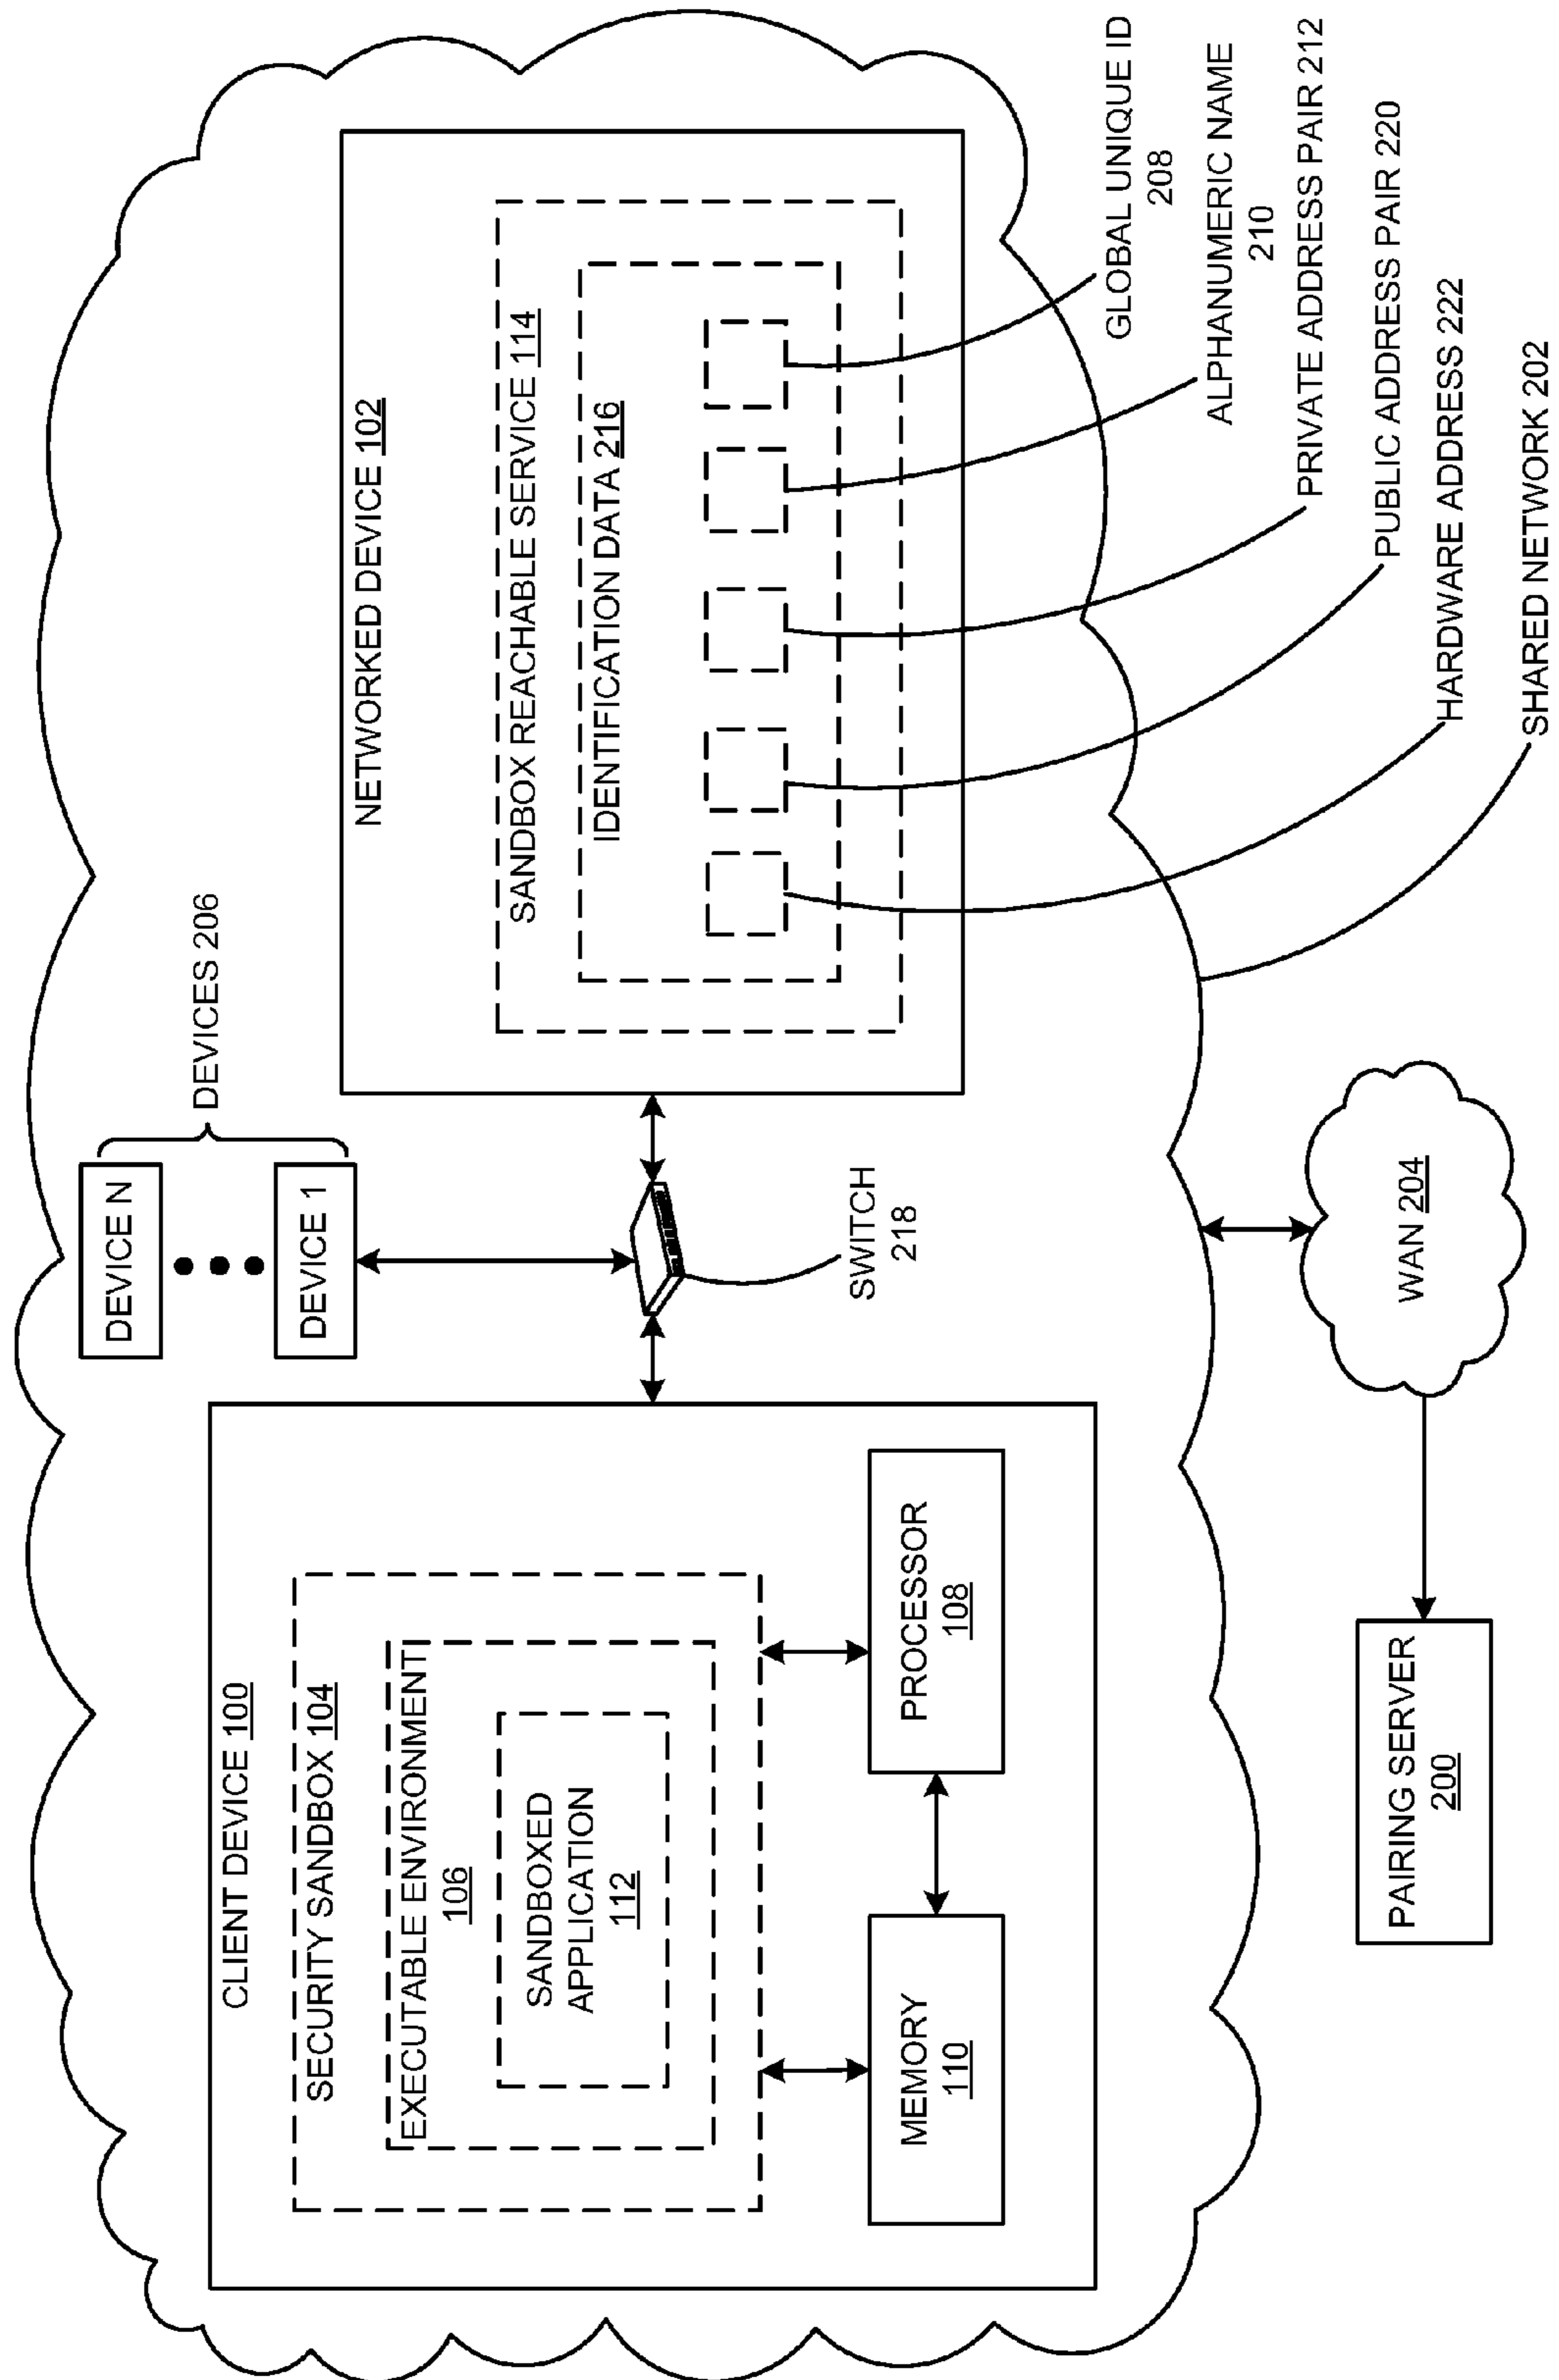 DEVICE N
DEVICE 1
DEVICES 206
CLIENT DEVICE 100
SECURITY SANDBOX 104
EXECUTABLE ENVIRONMENT
106
SANDBOXED
APPLICATION
112
MEMORY
110
PROCESSOR
108
SWITCH
218
NETWORKED DEVICE 102
SANDBOX REACHABLE SERVICE 114
IDENTIFICATION DATA 216
GLOBAL UNIQUE ID
208
ALPHANUMERIC NAME
210
PRIVATE ADDRESS PAIR 212
PUBLIC ADDRESS PAIR 220
HARDWARE ADDRESS 222
SHARED NETWORK 202
WAN 204
PAIRING SERVER
200